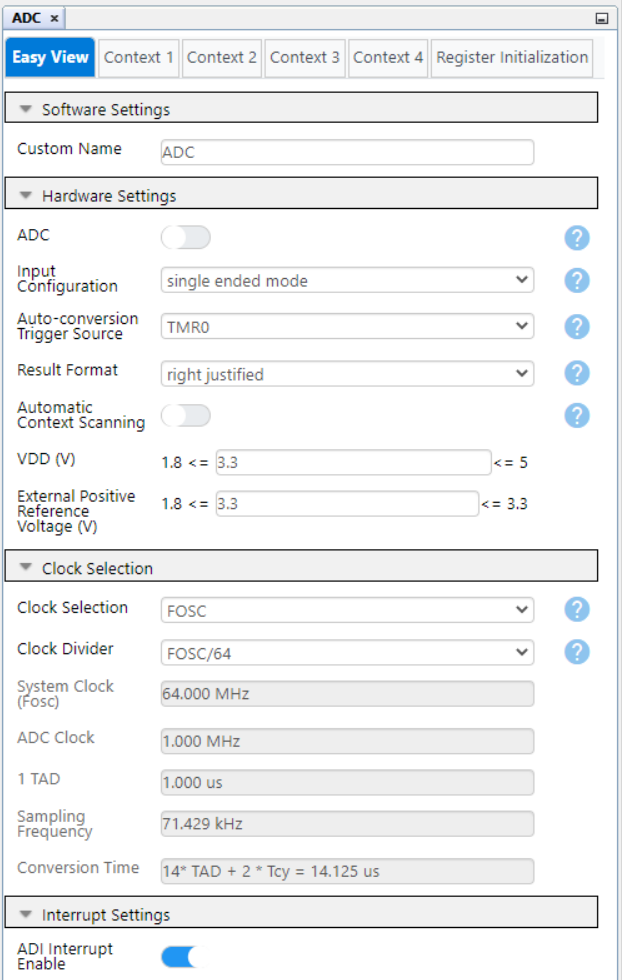 ADC ×
Easy View Context 1 Context 2 Context 3 Context 4 Register Initialization
Software Settings
Custom Name ADC
Hardware Settings
ADC ?
Input
Configuration single ended mode ?
Auto-conversion
Trigger Source TMR0 ?
Result Format right justified ?
Automatic
Context Scanning ?
VDD (V) 1.8 <= 3.3 <= 5
External Positive
Reference
Voltage (V) 1.8 <= 3.3 <= 3.3
Clock Selection
Clock Selection FOSC ?
Clock Divider FOSC/64 ?
System Clock
(Fosc) 64.000 MHz
ADC Clock 1.000 MHz
1 TAD 1.000 us
Sampling
Frequency 71.429 kHz
Conversion Time 14* TAD + 2 * Tcy = 14.125 us
Interrupt Settings
ADI Interrupt
Enable